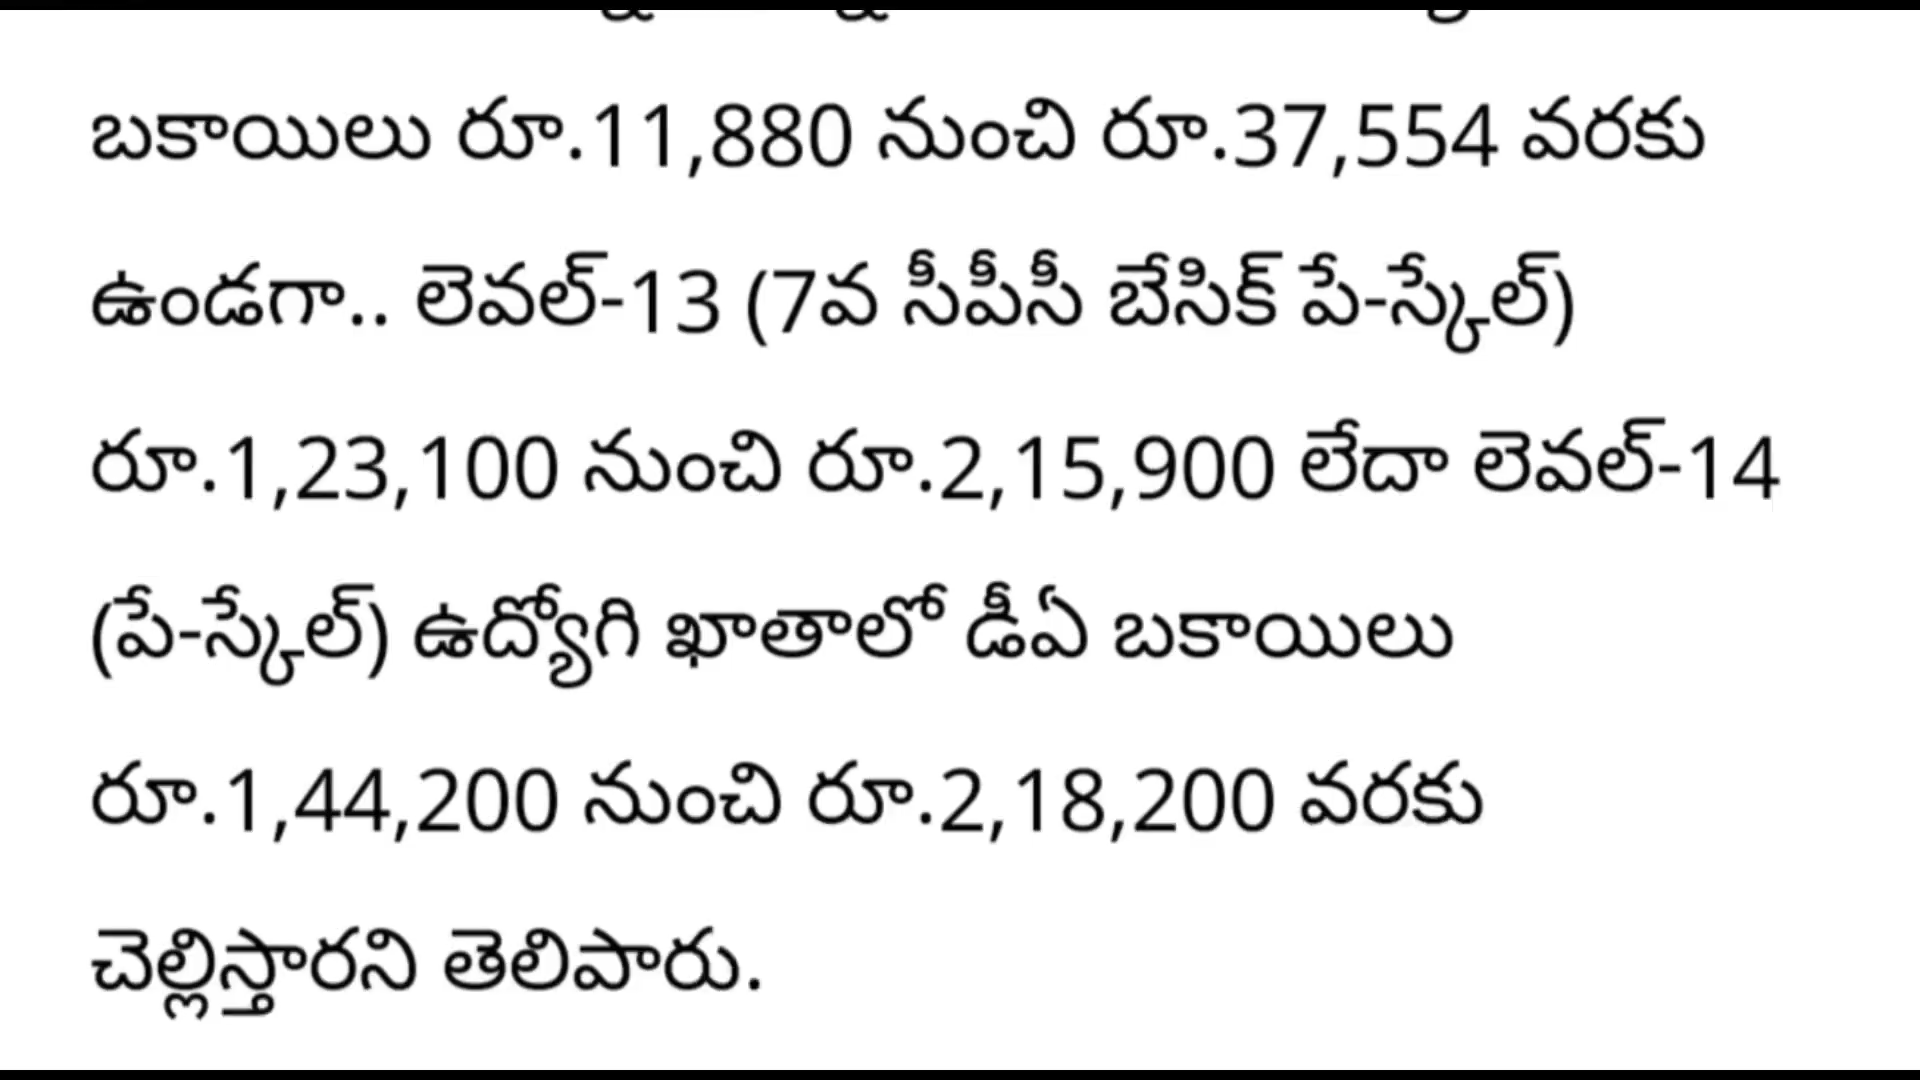 బకాయిలు రూ.11,880 నుంచి రూ.37,554 వరకు
ఉండగా.. లెవల్-13 (7వ సీపీసీ బేసిక్ పే-స్కేల్)
రూ.1,23,100 నుంచి రూ.2,15,900 లేదా లెవల్-14
(పే-స్కేల్) ఉద్యోగి ఖాతాలో డీఏ బకాయిలు
రూ.1,44,200 నుంచి రూ.2,18,200 వరకు
చెల్లిస్తారని తెలిపారు.